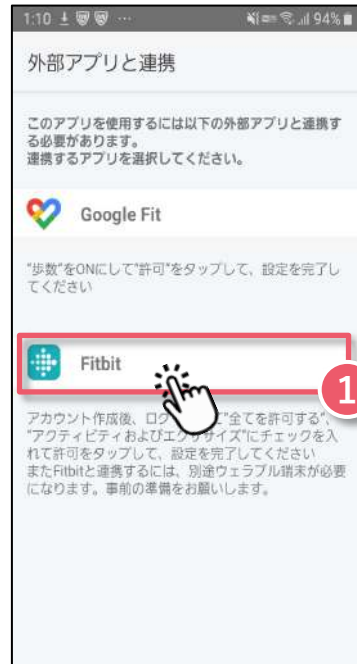 1:10 94%
外部アプリと連携
このアプリを使用するには以下の外部アプリと連携す
る必要があります。
連携するアプリを選択してください。
Google Fit
"歩数"をONにして"許可"をタップして、設定を完了し
てください
Fitbit
1
アカウント作成後、ログ "全てを許可する"、
"アクティビティおよびエクササイズ"にチェックを入
れて許可をタップして、設定を完了してください
またFitbitと連携するには、別途ウェラブル端末が必要
になります。事前の準備をお願いします。